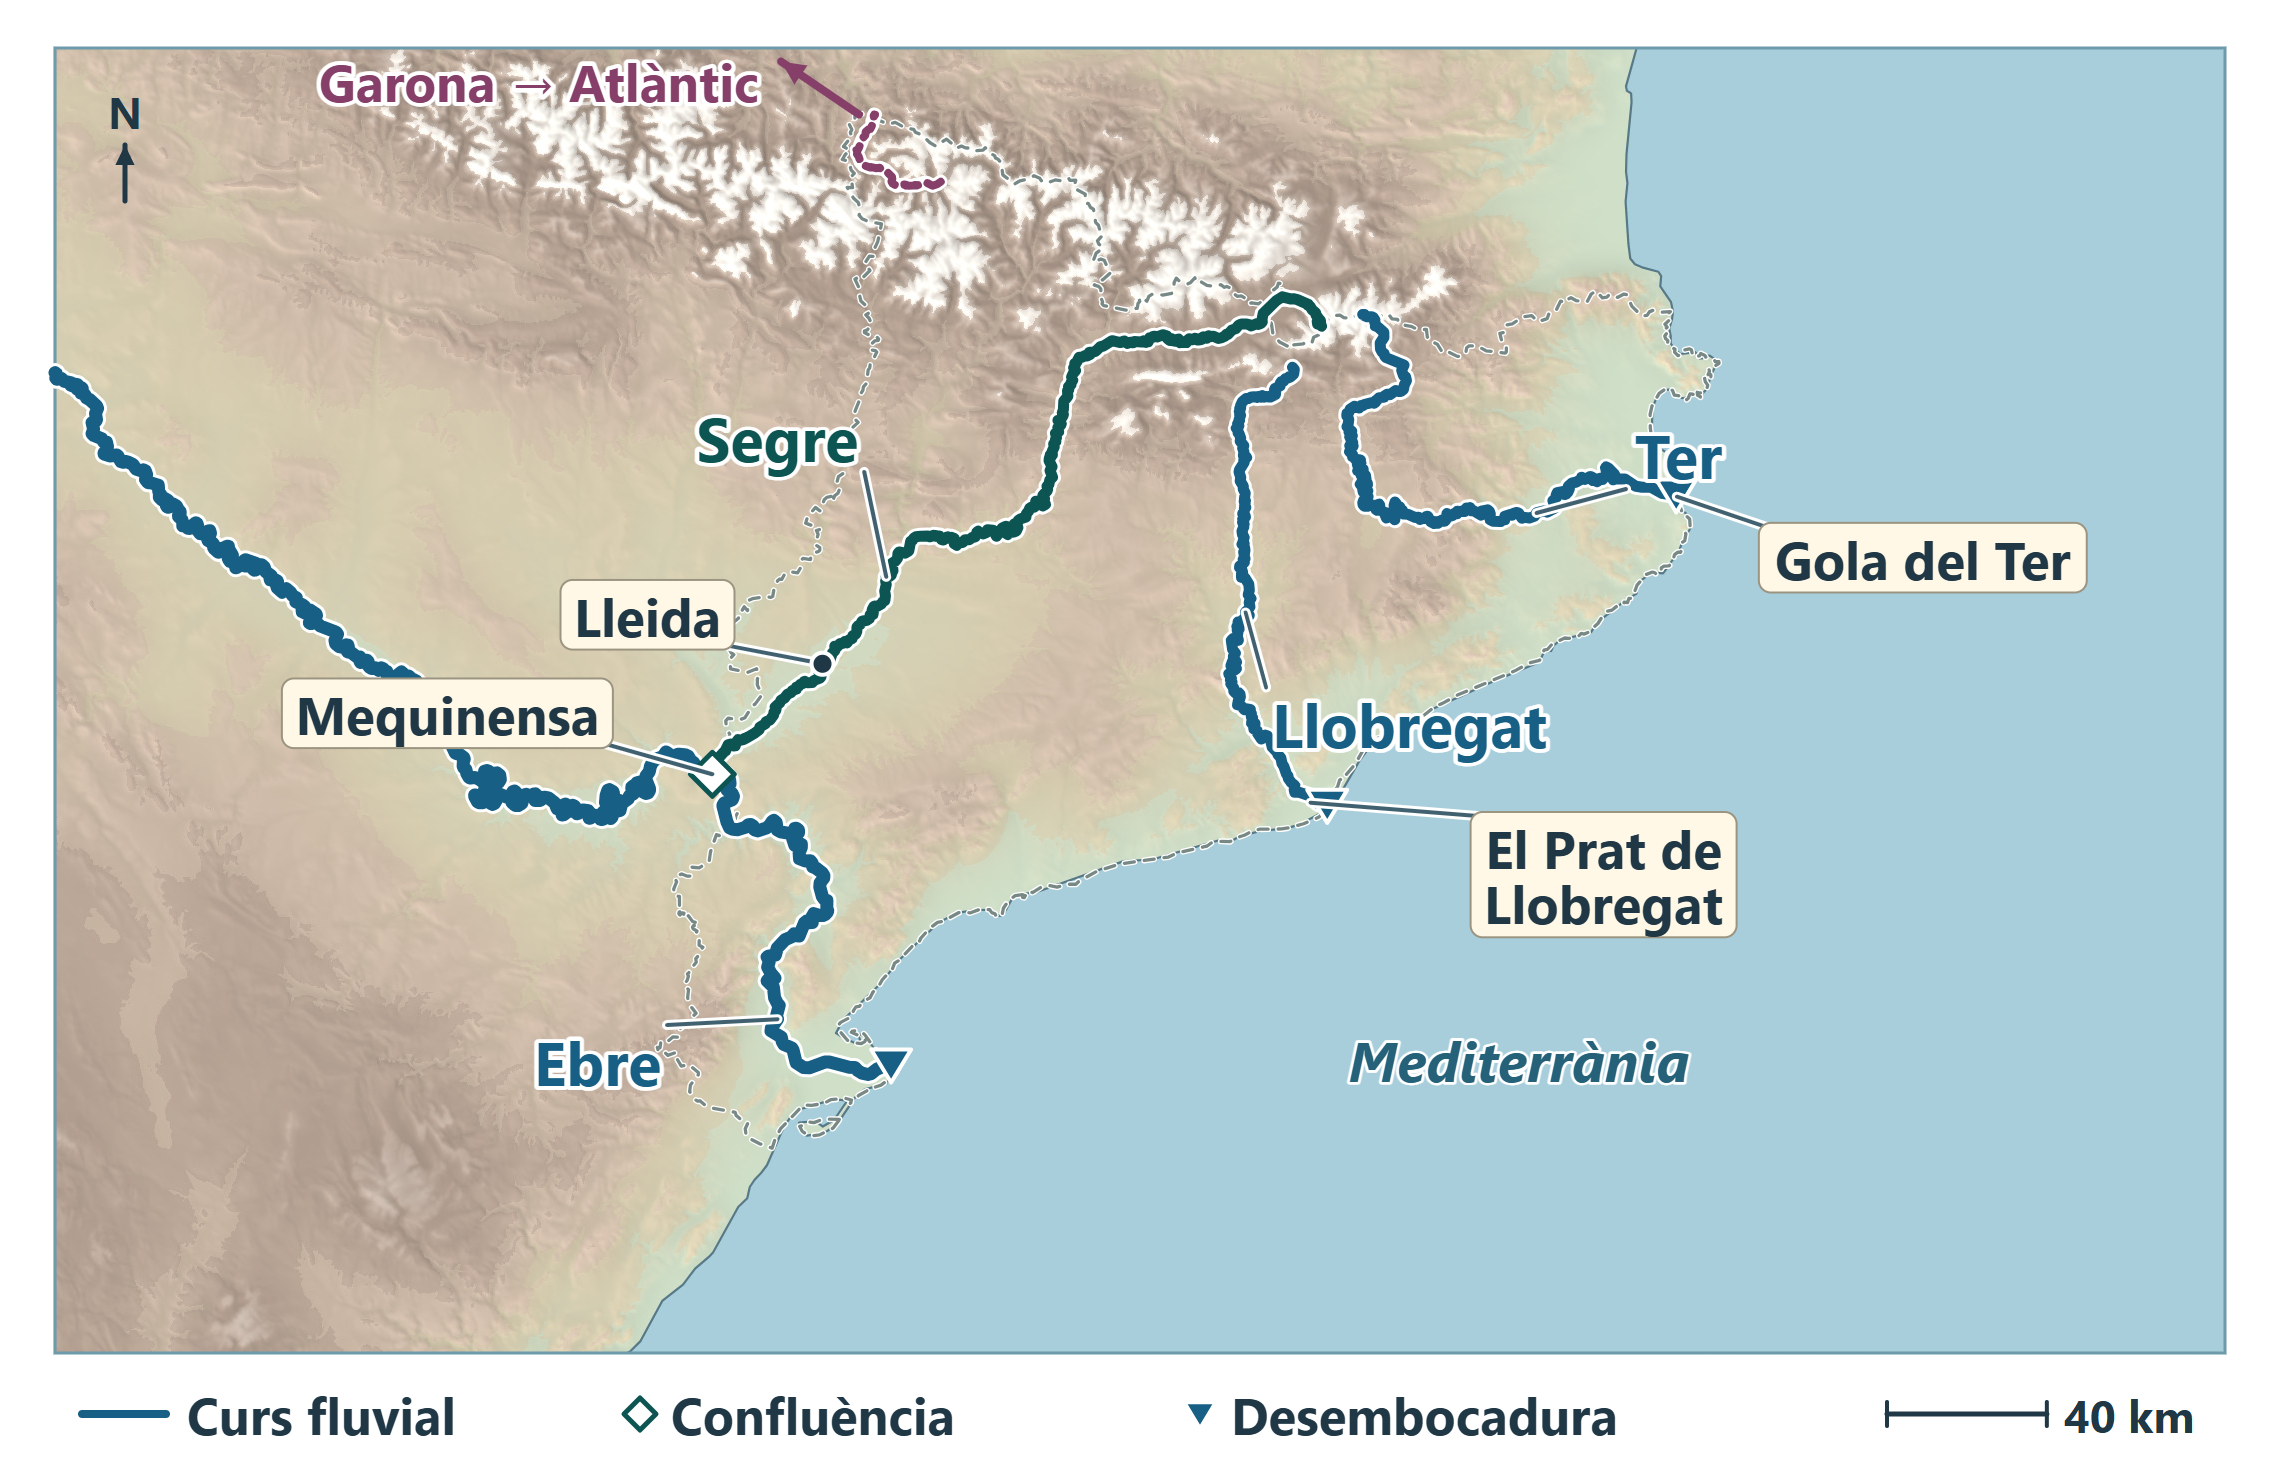 Garona → Atlàntic
N
Segre
Ter
Gola del Ter
Lleida
Mequinensa
Llobregat
El Prat de
Llobregat
Ebre
Mediterrània
Curs fluvial
Confluència
Desembocadura
40 km